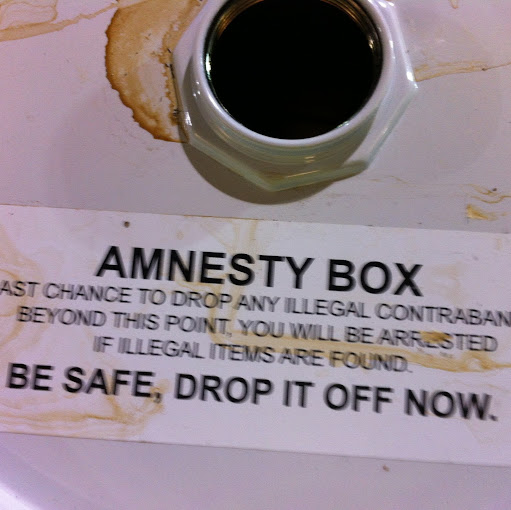 AMNESTY BOX
AST CHANCE TO DROP ANY ILLEGAL CONTRABAN
BEYOND THIS POINT, YOU WILL BE ARRESTED
IF ILLEGAL ITEMS ARE FOUND.
BE SAFE, DROP IT OFF NOW.